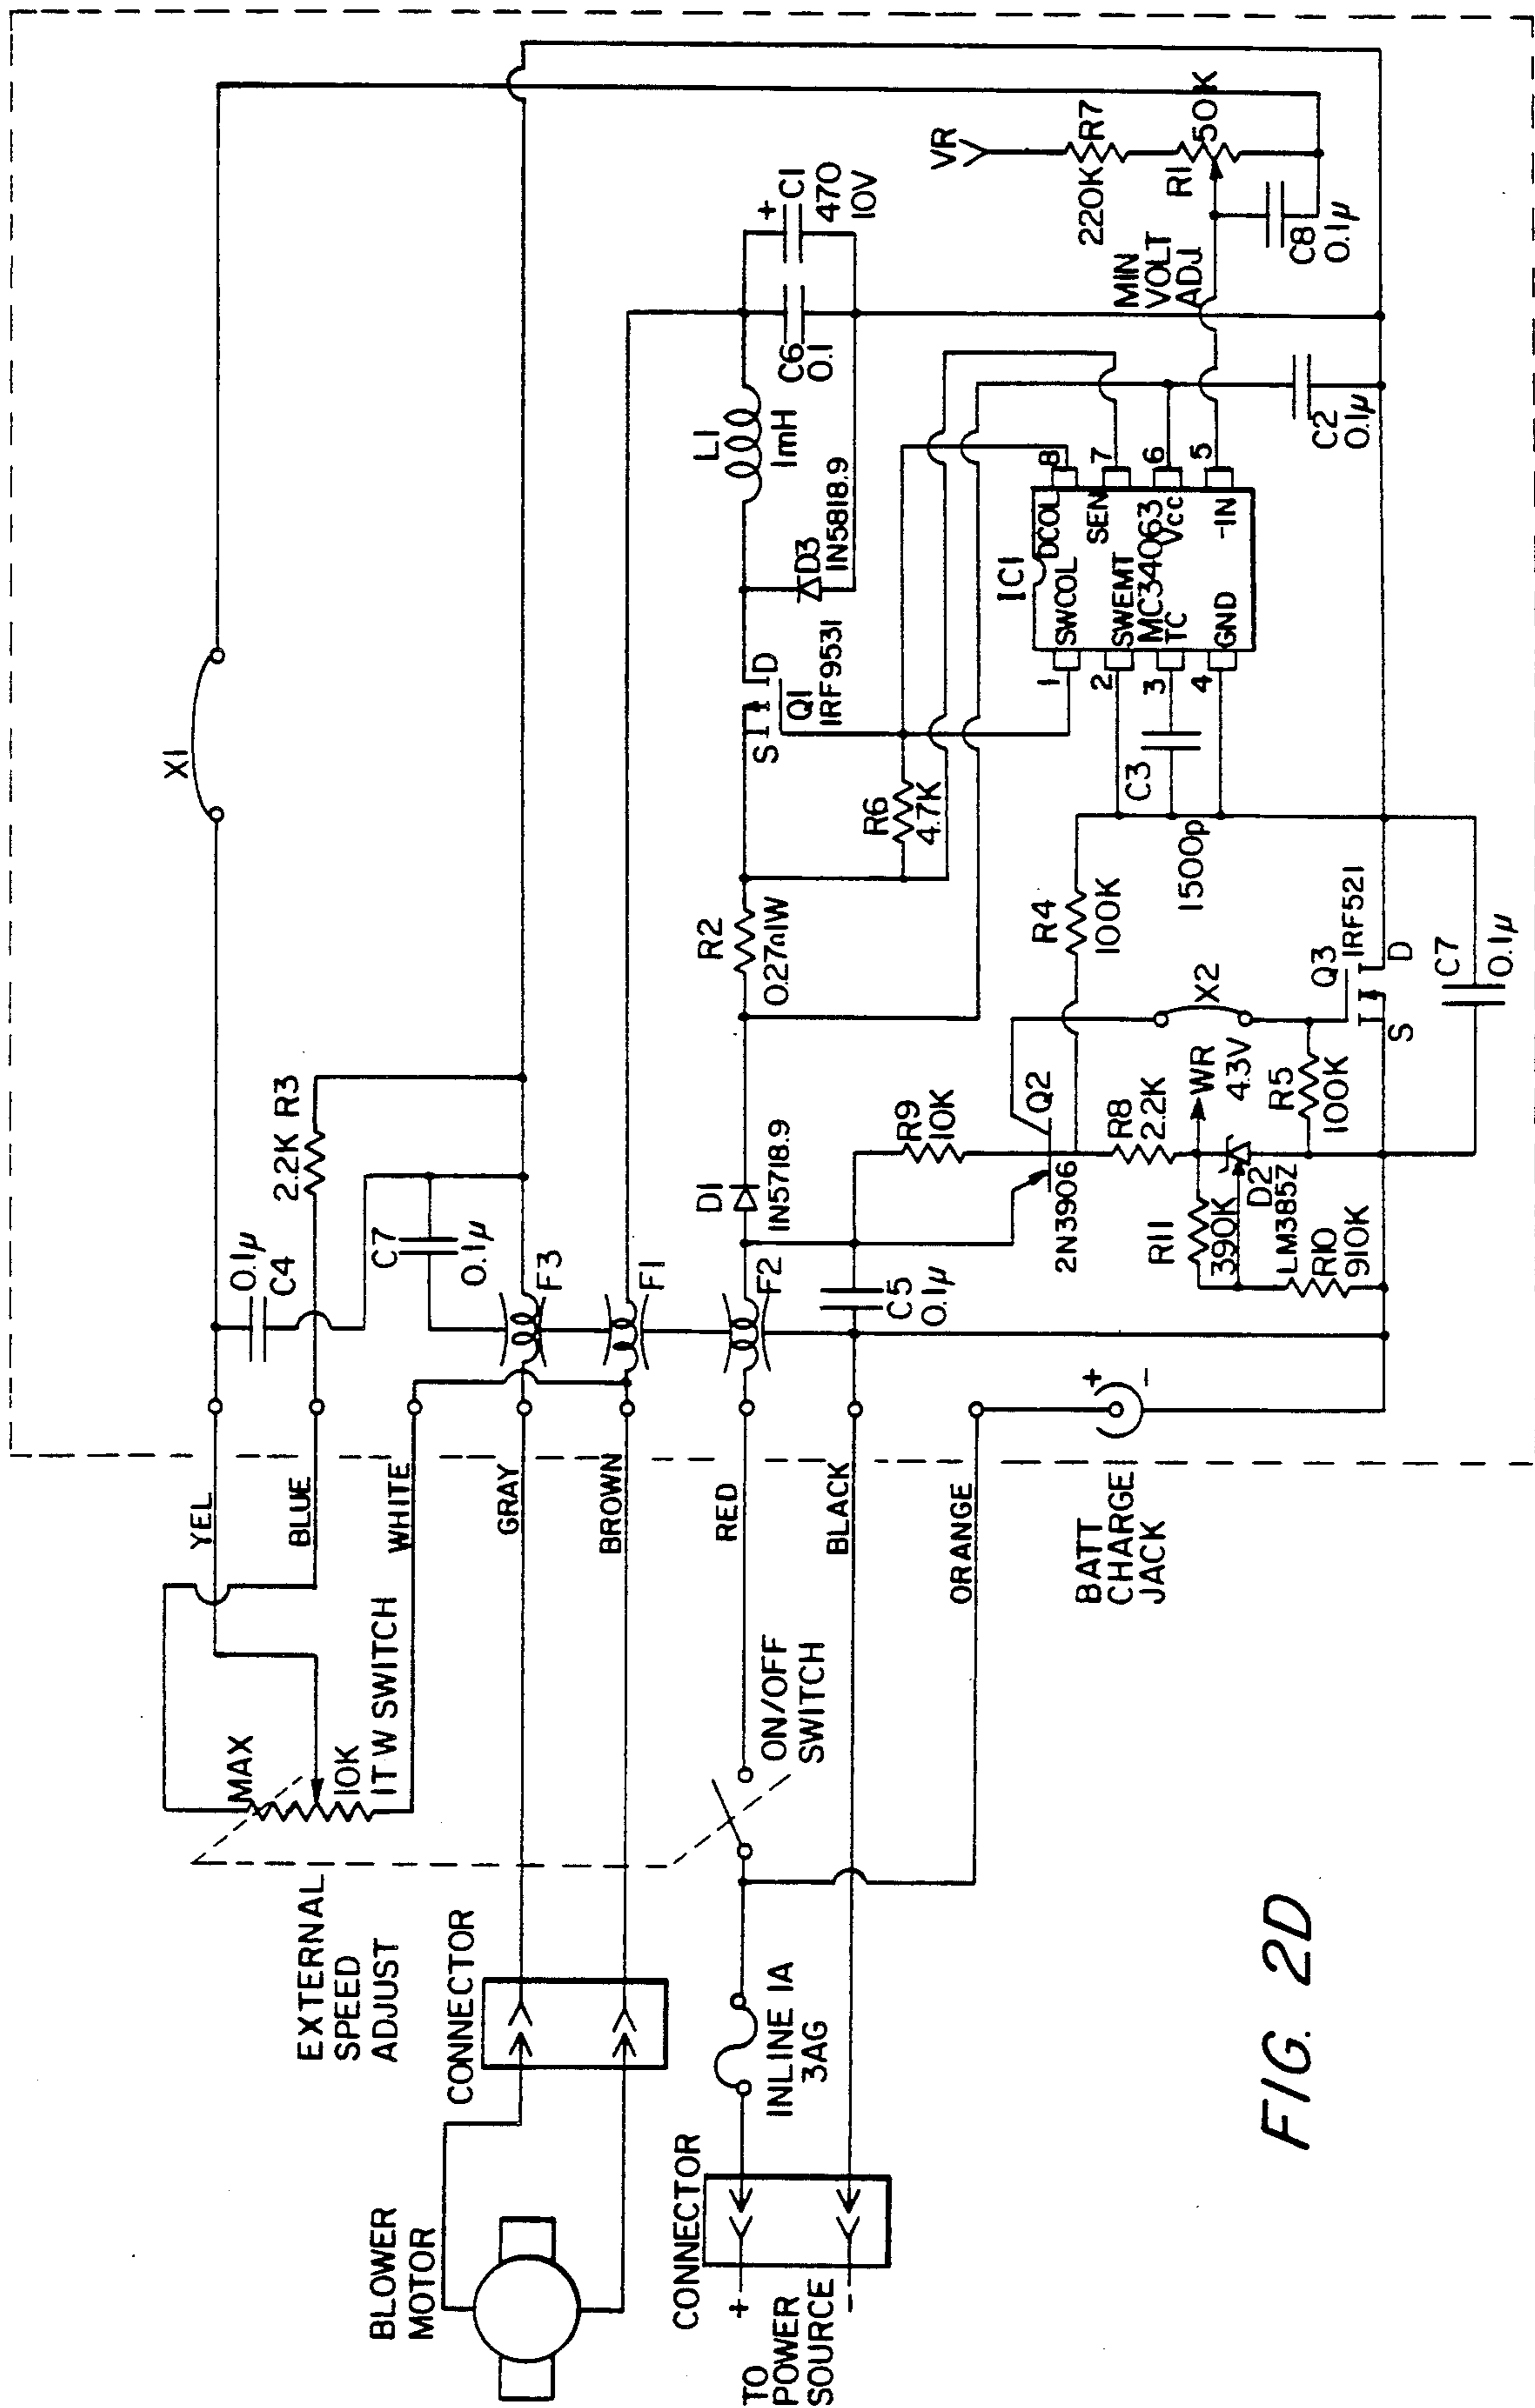 X1
YEL
0.1μ
C4
BLUE
2.2K R3
WHITE
C7
0.1μ
GRAY
F3
BROWN
F1
RED
F2
BLACK
C5
0.1μ
ORANGE
BATT
CHARGE
JACK
+
-
MAX
10K
1T W SWITCH
EXTERNAL
SPEED
ADJUST
ON/OFF
SWITCH
CONNECTOR
BLOWER
MOTOR
INLINE 1A
3AG
CONNECTOR
+
TO
POWER
SOURCE
-
D1
IN5718.9
R2
0.27Ω1W
S
D
Q1
IRF9531
D3
IN5818.9
L1
1mH
C6
0.1
+
C1
470
10V
R6
4.7K
R9
10K
Q2
2N3906
R4
100K
R8
2.2K
WR
4.3V
X2
R11
390K
D2
LM385Z
R10
910K
R5
100K
Q3
IRF521
S
D
C7
0.1μ
IC1
1
SWCOL
DCOL
8
2
SWEMT
SEN
7
MC34063
3
TC
Vcc
6
4
GND
-IN
5
C3
1500p
C2
0.1μ
MIN
VOLT
ADJ.
VR
220K
R7
R1
50K
C8
0.1μ
FIG. 2D